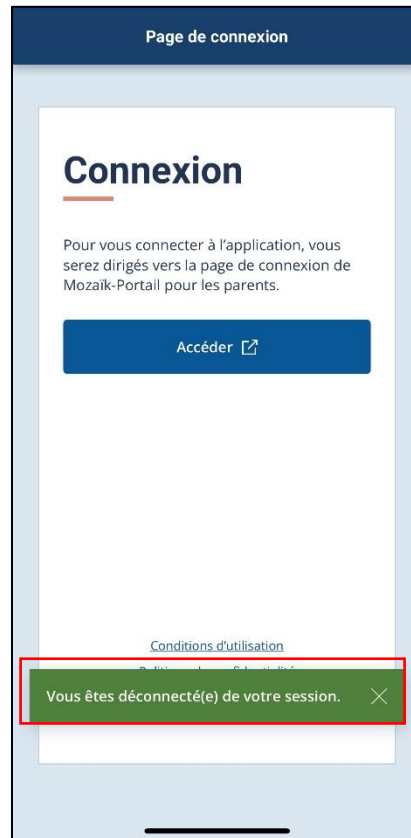 Page de connexion
Connexion
Pour vous connecter à l'application, vous
serez dirigés vers la page de connexion de
Mozaïk-Portail pour les parents.
Accéder
Conditions d'utilisation
Vous êtes déconnecté(e) de votre session.